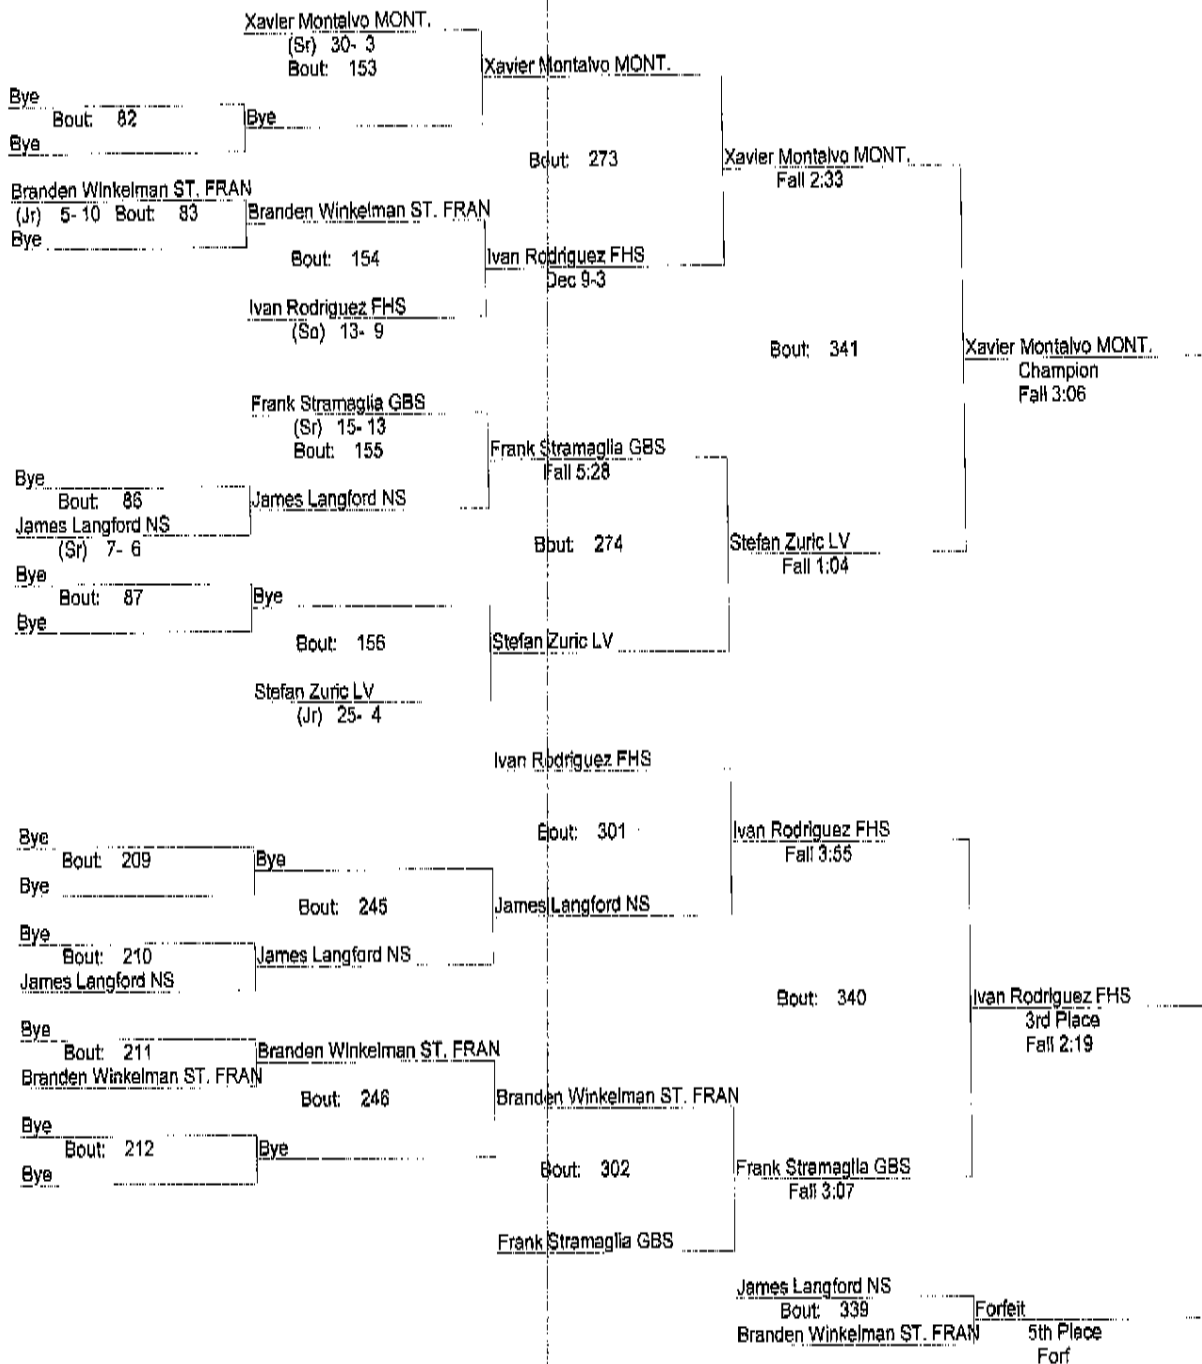 Xavier Montalvo MONT.
(Sr) 30- 3
Bout: 153
Xavier Montalvo MONT.
Bye
Bout: 82
Bye
Bye
Bout: 273
Xavier Montalvo MONT.
Fall 2:33
Branden Winkelman ST. FRAN
(Jr) 5- 10 Bout: 83
Branden Winkelman ST. FRAN
Bye
Bout: 154
Ivan Rodriguez FHS
Dec 9-3
Ivan Rodriguez FHS
(So) 13- 9
Bout: 341
Xavier Montalvo MONT.
Champion
Fall 3:06
Frank Stramaglia GBS
(Sr) 15- 13
Bout: 155
Frank Stramaglia GBS
Fall 5:28
Bye
Bout: 86
James Langford NS
James Langford NS
(Sr) 7- 6
Bout: 274
Stefan Zuric LV
Fall 1:04
Bye
Bout: 87
Bye
Bye
Bout: 156
Stefan Zuric LV
Stefan Zuric LV
(Jr) 25- 4
Ivan Rodriguez FHS
Bout: 301
Ivan Rodriguez FHS
Fall 3:55
Bye
Bout: 209
Bye
Bye
Bout: 245
James Langford NS
Bye
Bout: 210
James Langford NS
James Langford NS
Bout: 340
Ivan Rodriguez FHS
3rd Place
Fall 2:19
Bye
Bout: 211
Branden Winkelman ST. FRAN
Branden Winkelman ST. FRAN
Bout: 246
Branden Winkelman ST. FRAN
Bye
Bout: 212
Bye
Bye
Bout: 302
Frank Stramaglia GBS
Fall 3:07
Frank Stramaglia GBS
James Langford NS
Bout: 339
Branden Winkelman ST. FRAN
Forfeit
5th Place
Forf